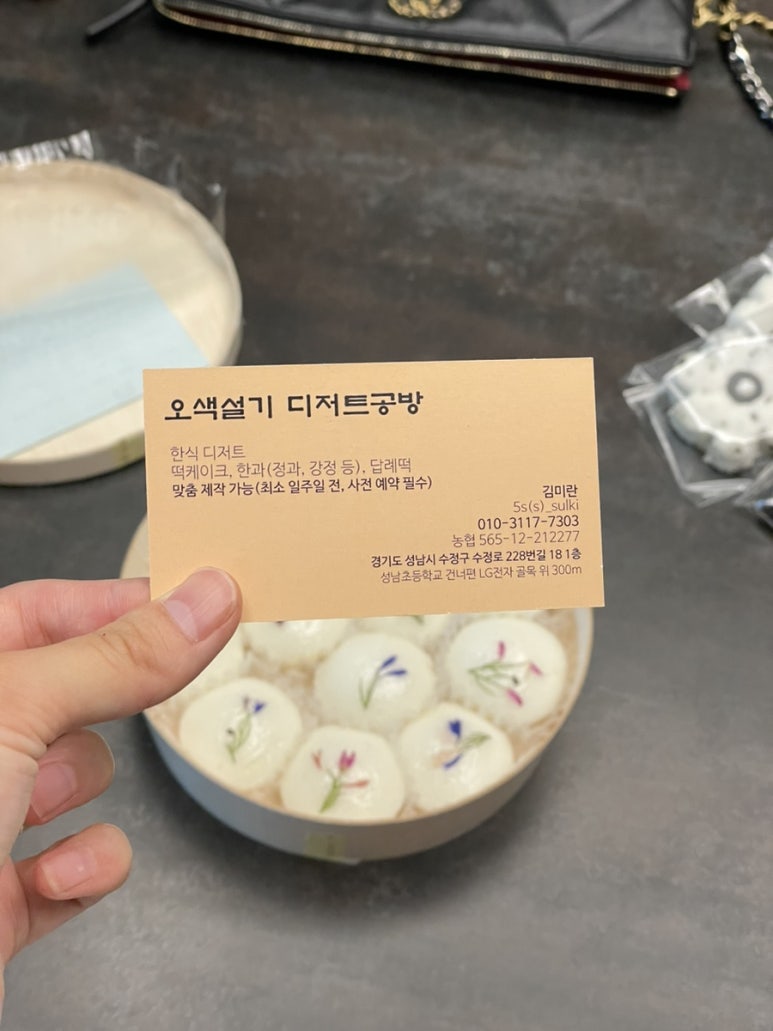 오색설기 디저트공방
한식 디저트
떡케이크, 한과(정과, 강정 등), 답례떡
맞춤 제작 가능(최소 일주일 전, 사전 예약 필수)
김미란
5s(s)_sulki
010-3117-7303
농협 565-12-212277
경기도 성남시 수정구 수정로 228번길 18 1층
성남초등학교 건너편 LG전자 골목 위 300m